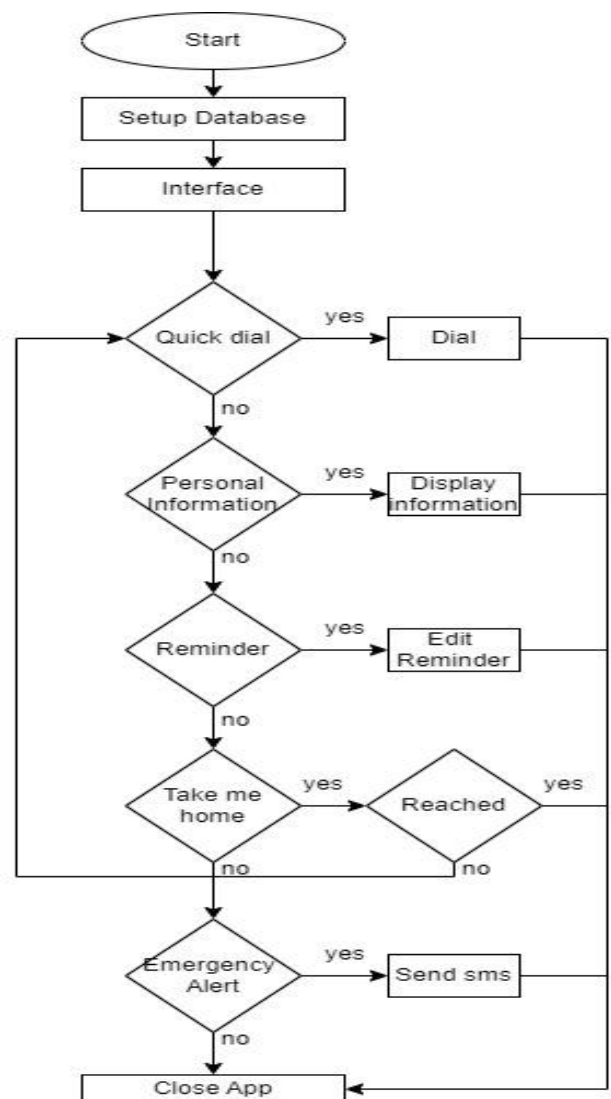 Start
Setup Database
Interface
Quick dial
yes
Dial
no
Personal
Information
yes
Display
information
no
Reminder
yes
Edit
Reminder
no
Take me
home
yes
Reached
yes
no
no
Emergency
Alert
yes
Send sms
no
Close App